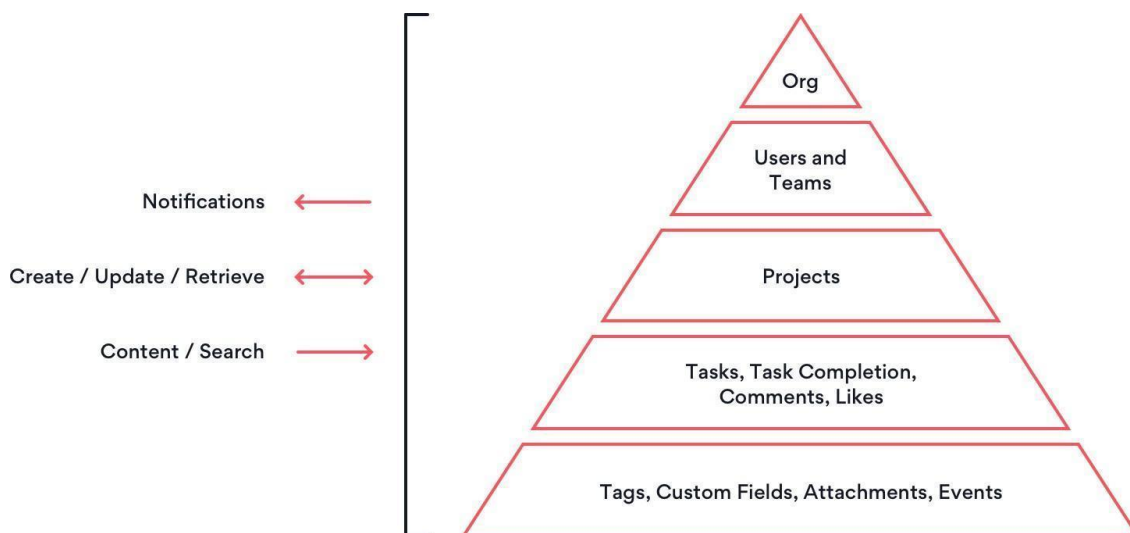 Notifications
Create / Update / Retrieve
Content / Search
Org
Users and
Teams
Projects
Tasks, Task Completion,
Comments, Likes
Tags, Custom Fields, Attachments, Events